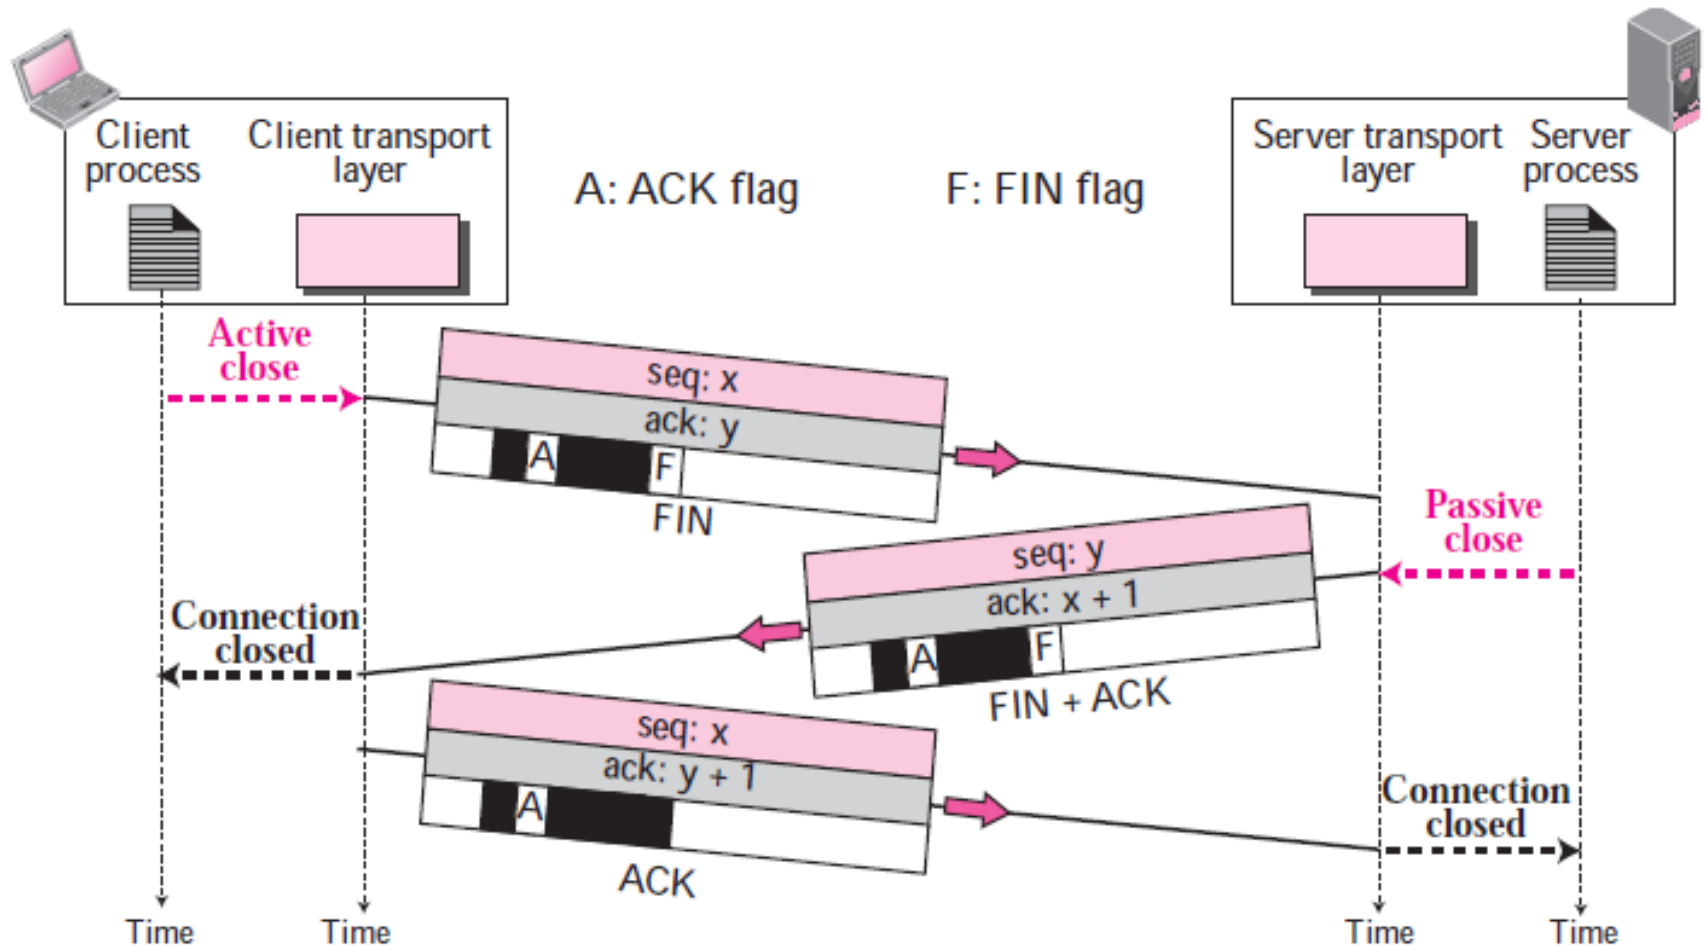 Client
process
Client transport
layer
A: ACK flag
F: FIN flag
Server transport
layer
Server
process
Active
close
seq: x
ack: y
A
F
FIN
Passive
close
seq: y
ack: x + 1
A
F
FIN + ACK
Connection
closed
seq: x
ack: y + 1
A
ACK
Connection
closed
Time
Time
Time
Time